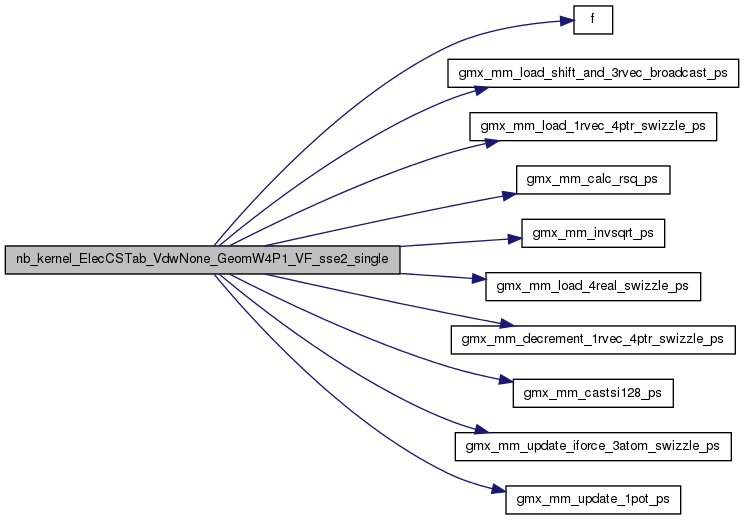 f
gmx_mm_load_shift_and_3rvec_broadcast_ps
gmx_mm_load_1rvec_4ptr_swizzle_ps
gmx_mm_calc_rsq_ps
gmx_mm_invsqrt_ps
nb_kernel_ElecCSTab_VdwNone_GeomW4P1_VF_sse2_single
gmx_mm_load_4real_swizzle_ps
gmx_mm_decrement_1rvec_4ptr_swizzle_ps
gmx_mm_castsi128_ps
gmx_mm_update_iforce_3atom_swizzle_ps
gmx_mm_update_1pot_ps